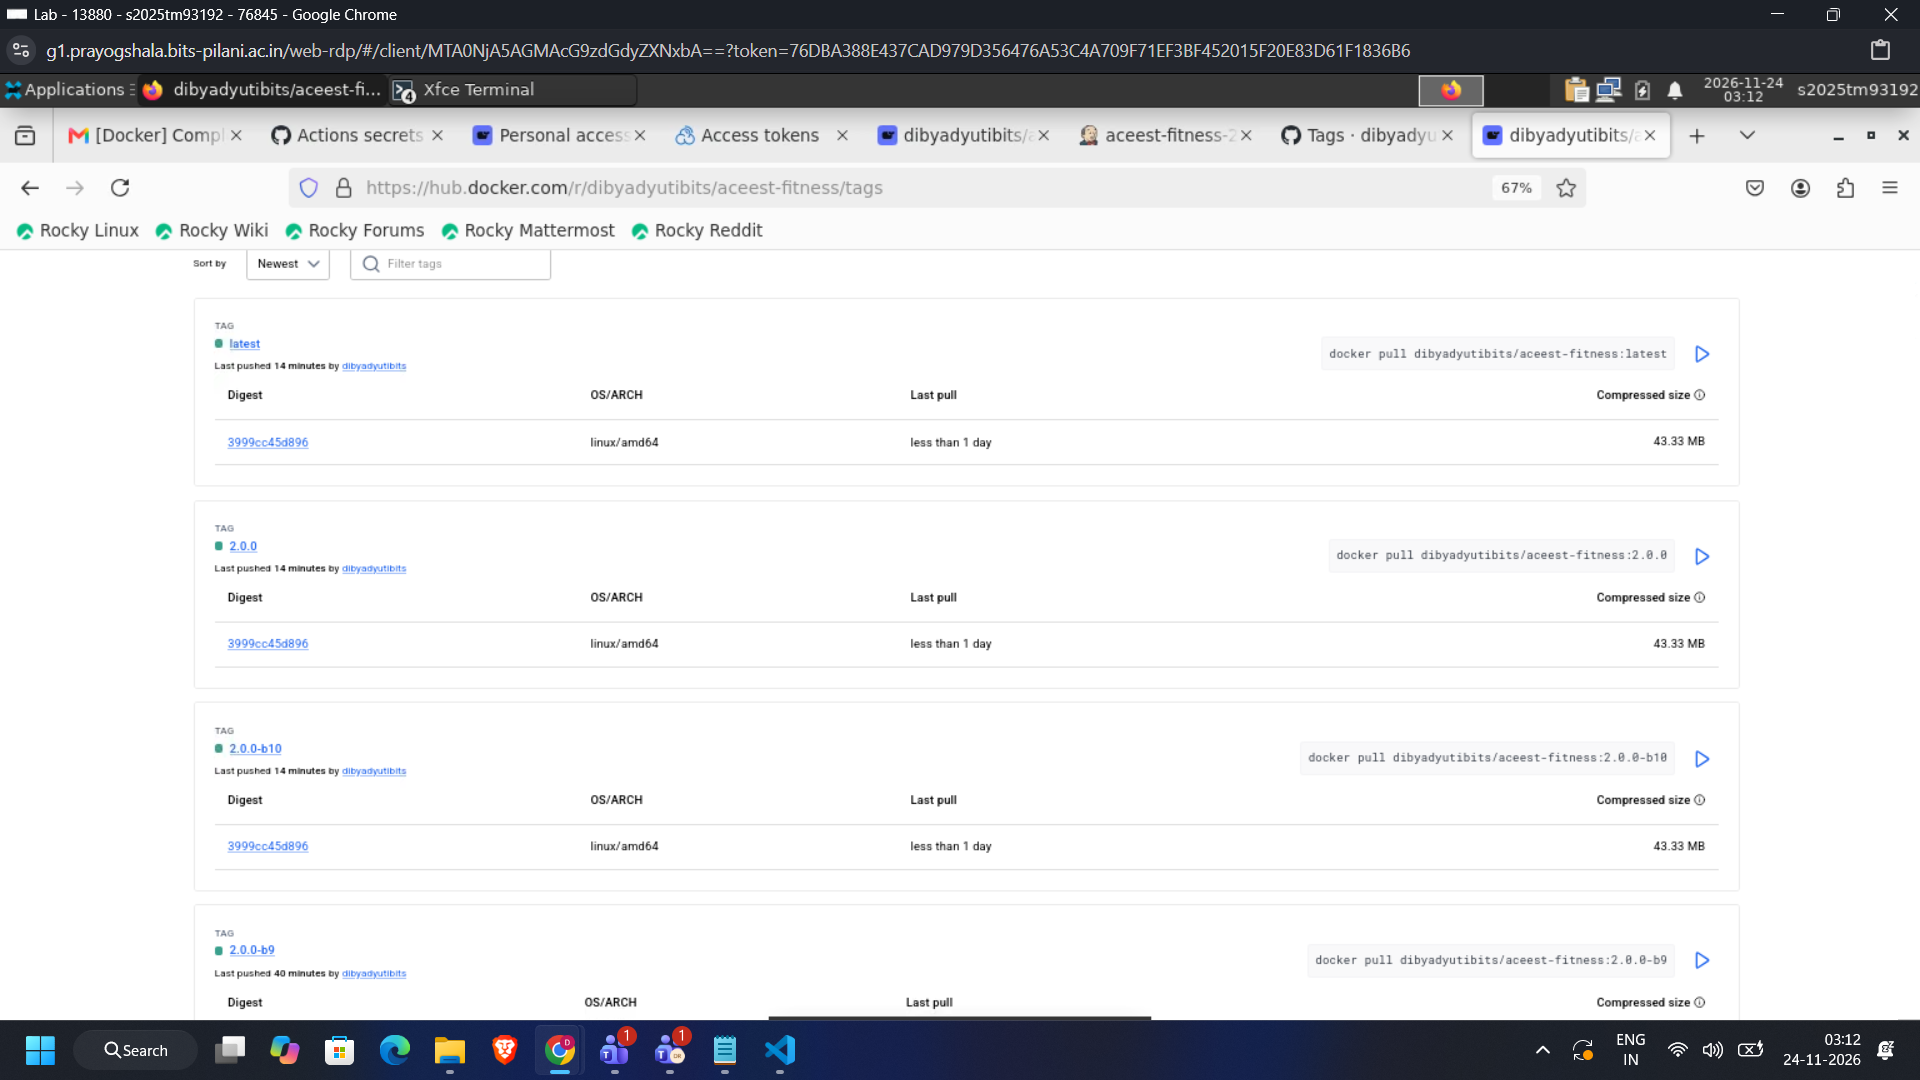 Lab - 13880 - s2025tm93192 - 76845 - Google Chrome
g1.prayogshala.bits-pilani.ac.in/web-rdp/#/client/MTA0NjA5AGMAcG9zdGdyZXNxbA==?token=76DBA388E437CAD979D356476A53C4A709F71EF3BF452015F20E83D61F1836B6
Applications dibyadyutibits/aceest-fi... Xfce Terminal 2026-11-24 03:12 s2025tm93192
[Docker] Compl Actions secrets Personal access Access tokens dibyadyutibits/a aceest-fitness-2 Tags · dibyadyu dibyadyutibits/a
https://hub.docker.com/r/dibyadyutibits/aceest-fitness/tags 67%
Rocky Linux Rocky Wiki Rocky Forums Rocky Mattermost Rocky Reddit
Sort by Newest Filter tags
TAG
latest
docker pull dibyadyutibits/aceest-fitness:latest
Last pushed 14 minutes by dibyadyutibits
Digest OS/ARCH Last pull Compressed size
3999cc45d896 linux/amd64 less than 1 day 43.33 MB
TAG
2.0.0
docker pull dibyadyutibits/aceest-fitness:2.0.0
Last pushed 14 minutes by dibyadyutibits
Digest OS/ARCH Last pull Compressed size
3999cc45d896 linux/amd64 less than 1 day 43.33 MB
TAG
2.0.0-b10
docker pull dibyadyutibits/aceest-fitness:2.0.0-b10
Last pushed 14 minutes by dibyadyutibits
Digest OS/ARCH Last pull Compressed size
3999cc45d896 linux/amd64 less than 1 day 43.33 MB
TAG
2.0.0-b9
docker pull dibyadyutibits/aceest-fitness:2.0.0-b9
Last pushed 40 minutes by dibyadyutibits
Digest OS/ARCH Last pull Compressed size
Search 1 1 ENG IN 03:12 24-11-2026